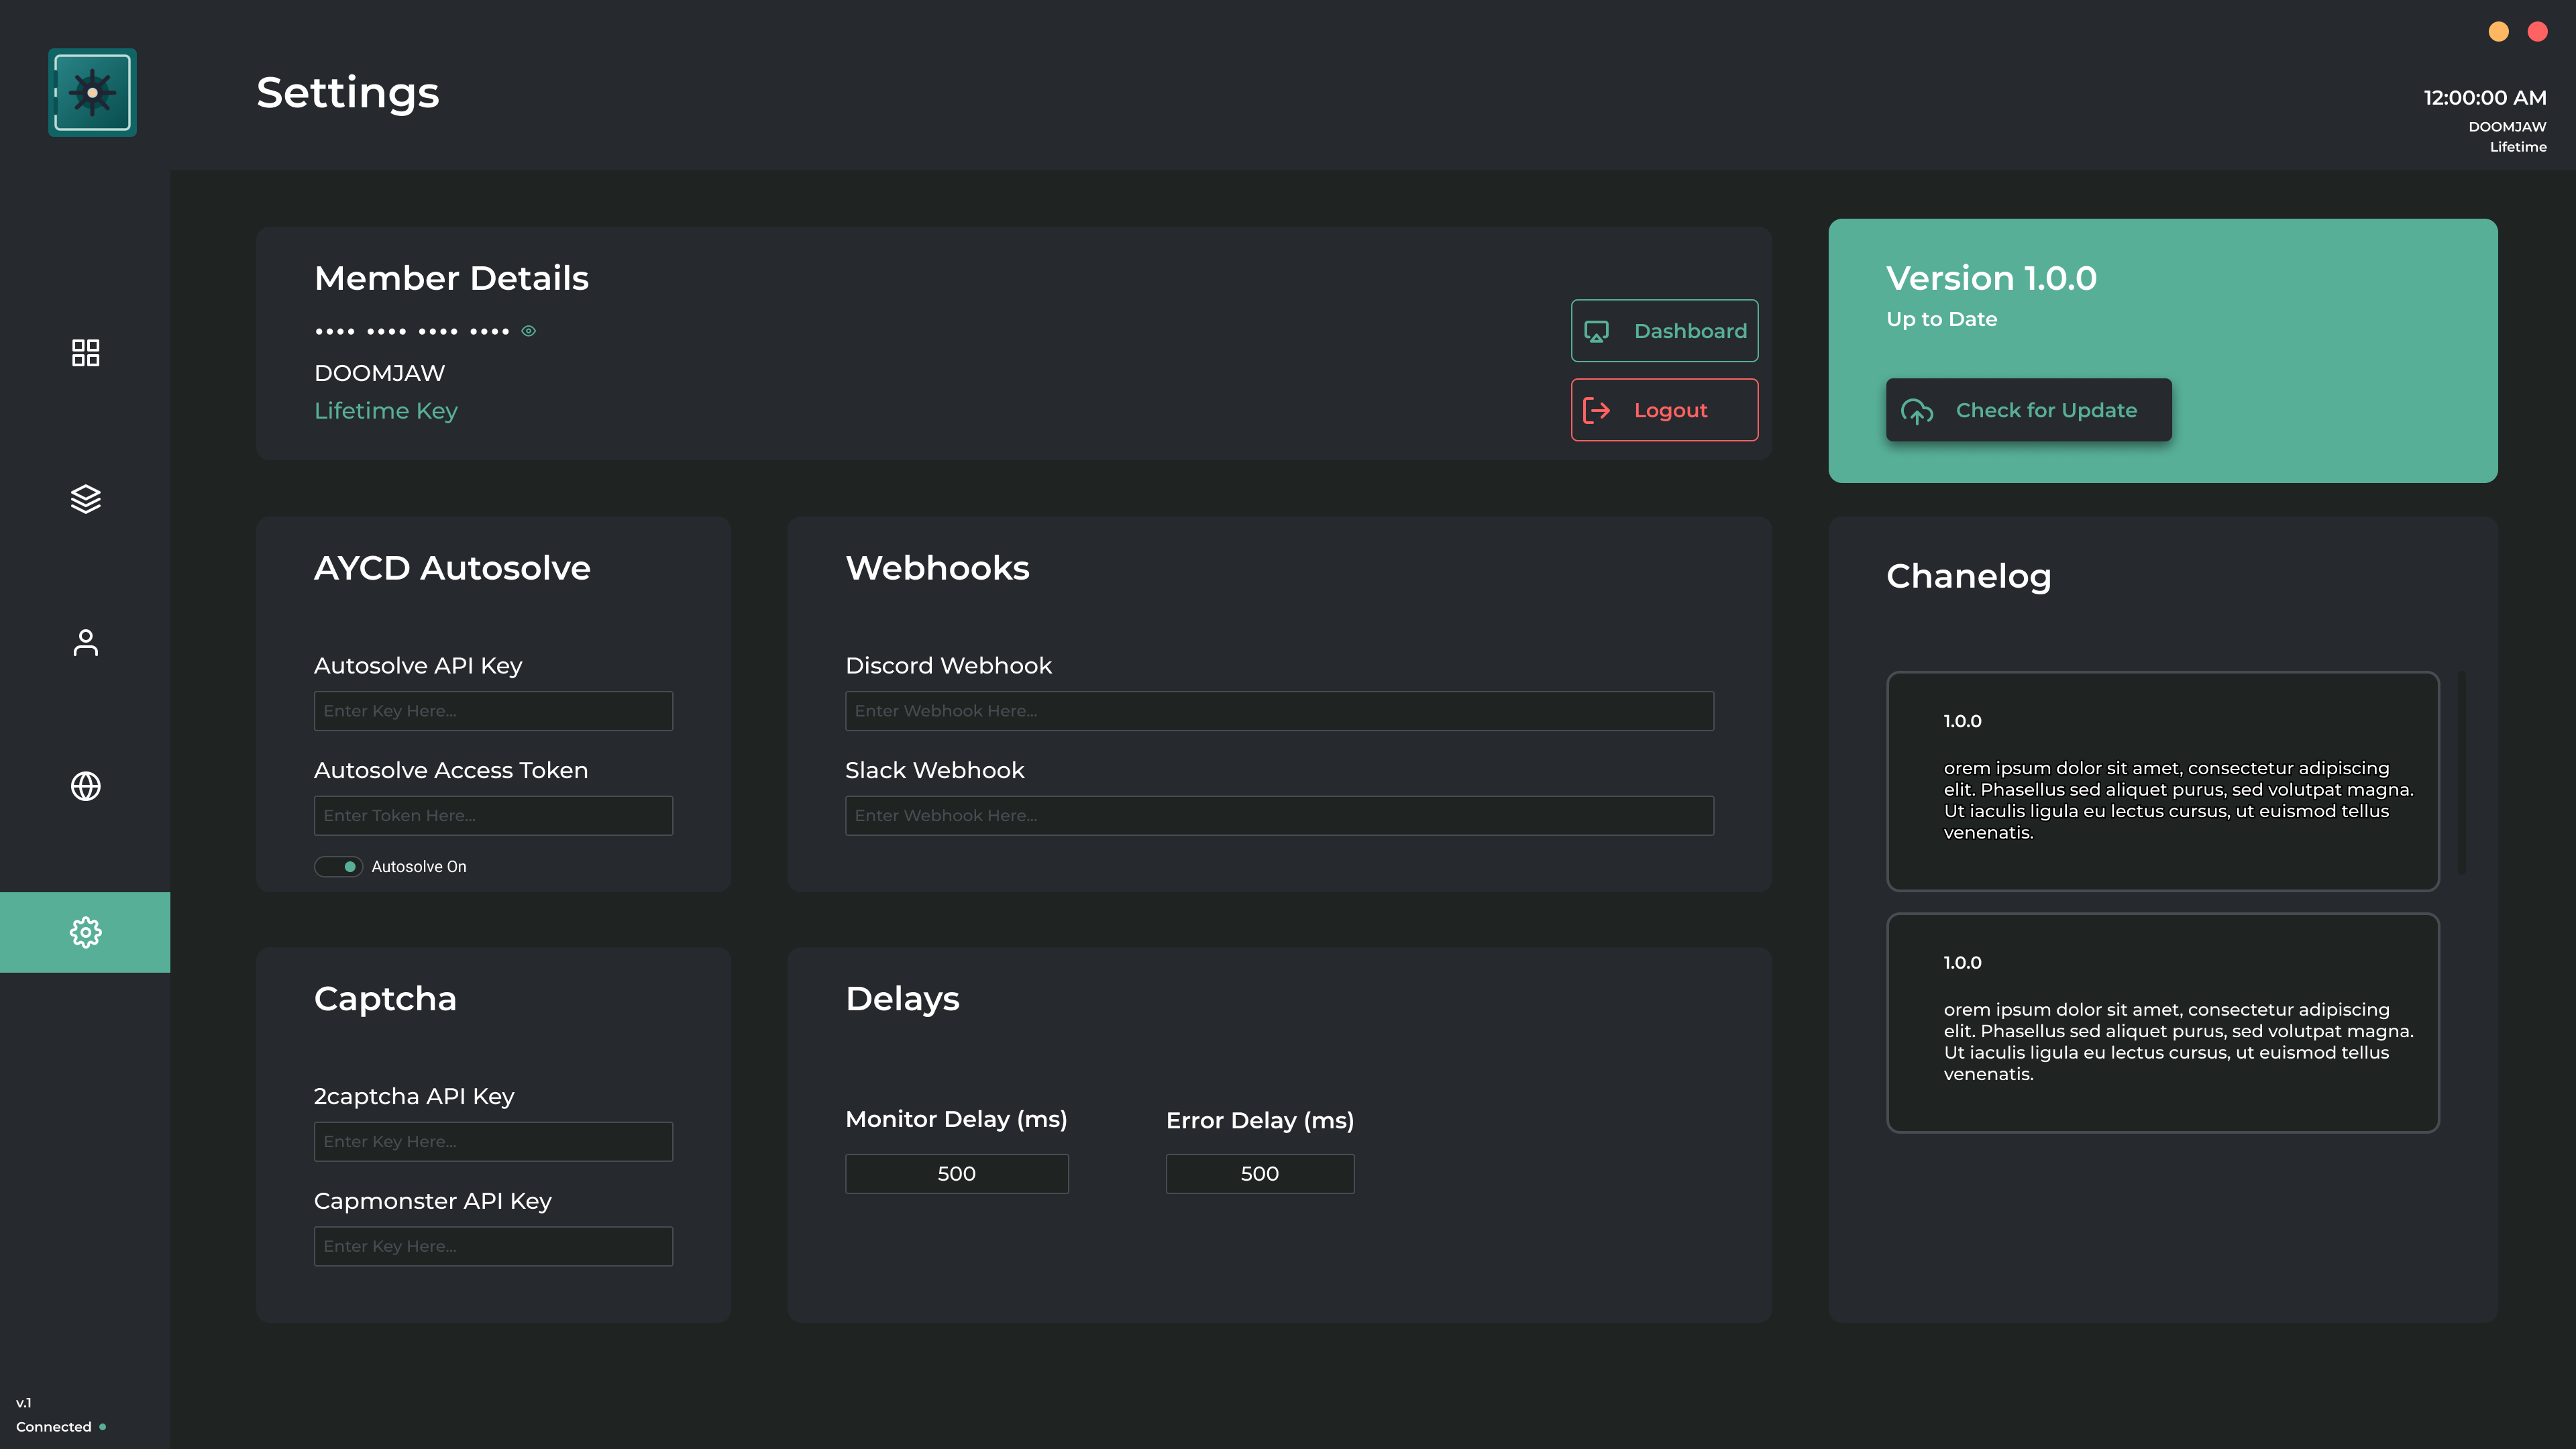 Settings
12:00:00 AM
DOOMJAW
Lifetime
Member Details
•••• •••• •••• ••••
DOOMJAW
Lifetime Key
Dashboard
Logout
Version 1.0.0
Up to Date
Check for Update
AYCD Autosolve
Autosolve API Key
Enter Key Here...
Autosolve Access Token
Enter Token Here...
Autosolve On
Webhooks
Discord Webhook
Enter Webhook Here...
Slack Webhook
Enter Webhook Here...
Chanelog
1.0.0
orem ipsum dolor sit amet, consectetur adipiscing
elit. Phasellus sed aliquet purus, sed volutpat magna.
Ut iaculis ligula eu lectus cursus, ut euismod tellus
venenatis.
1.0.0
orem ipsum dolor sit amet, consectetur adipiscing
elit. Phasellus sed aliquet purus, sed volutpat magna.
Ut iaculis ligula eu lectus cursus, ut euismod tellus
venenatis.
Captcha
2captcha API Key
Enter Key Here...
Capmonster API Key
Enter Key Here...
Delays
Monitor Delay (ms)
500
Error Delay (ms)
500
v.1
Connected